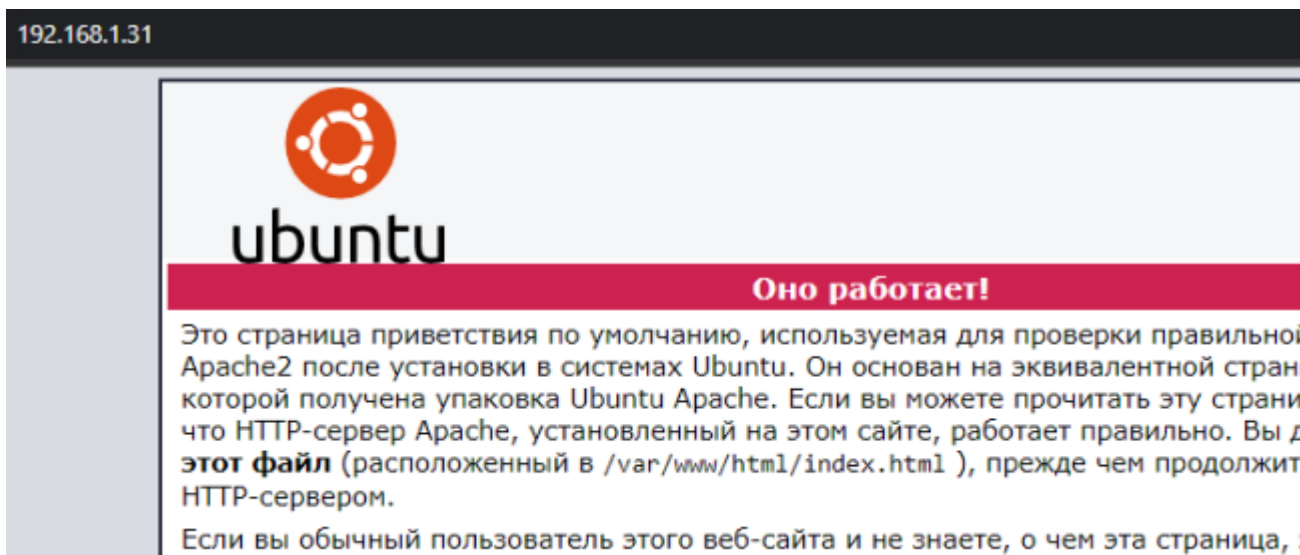 192.168.1.31
ubuntu
Оно работает!
Это страница приветствия по умолчанию, используемая для проверки правильной
Apache2 после установки в системах Ubuntu. Он основан на эквивалентной стран
которой получена упаковка Ubuntu Apache. Если вы можете прочитать эту страни
что HTTP-сервер Apache, установленный на этом сайте, работает правильно. Вы д
этот файл (расположенный в /var/www/html/index.html ), прежде чем продолжит
HTTP-сервером.
Если вы обычный пользователь этого веб-сайта и не знаете, о чем эта страница,